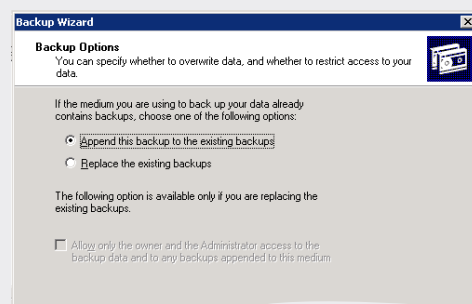 Backup Wizard
Backup Options
You can specify whether to overwrite data, and whether to restrict access to your
data.
If the medium you are using to back up your data already
contains backups, choose one of the following options:
Append this backup to the existing backups
Replace the existing backups
The following option is available only if you are replacing the
existing backups.
Allow only the owner and the Administrator access to the
backup data and to any backups appended to this medium